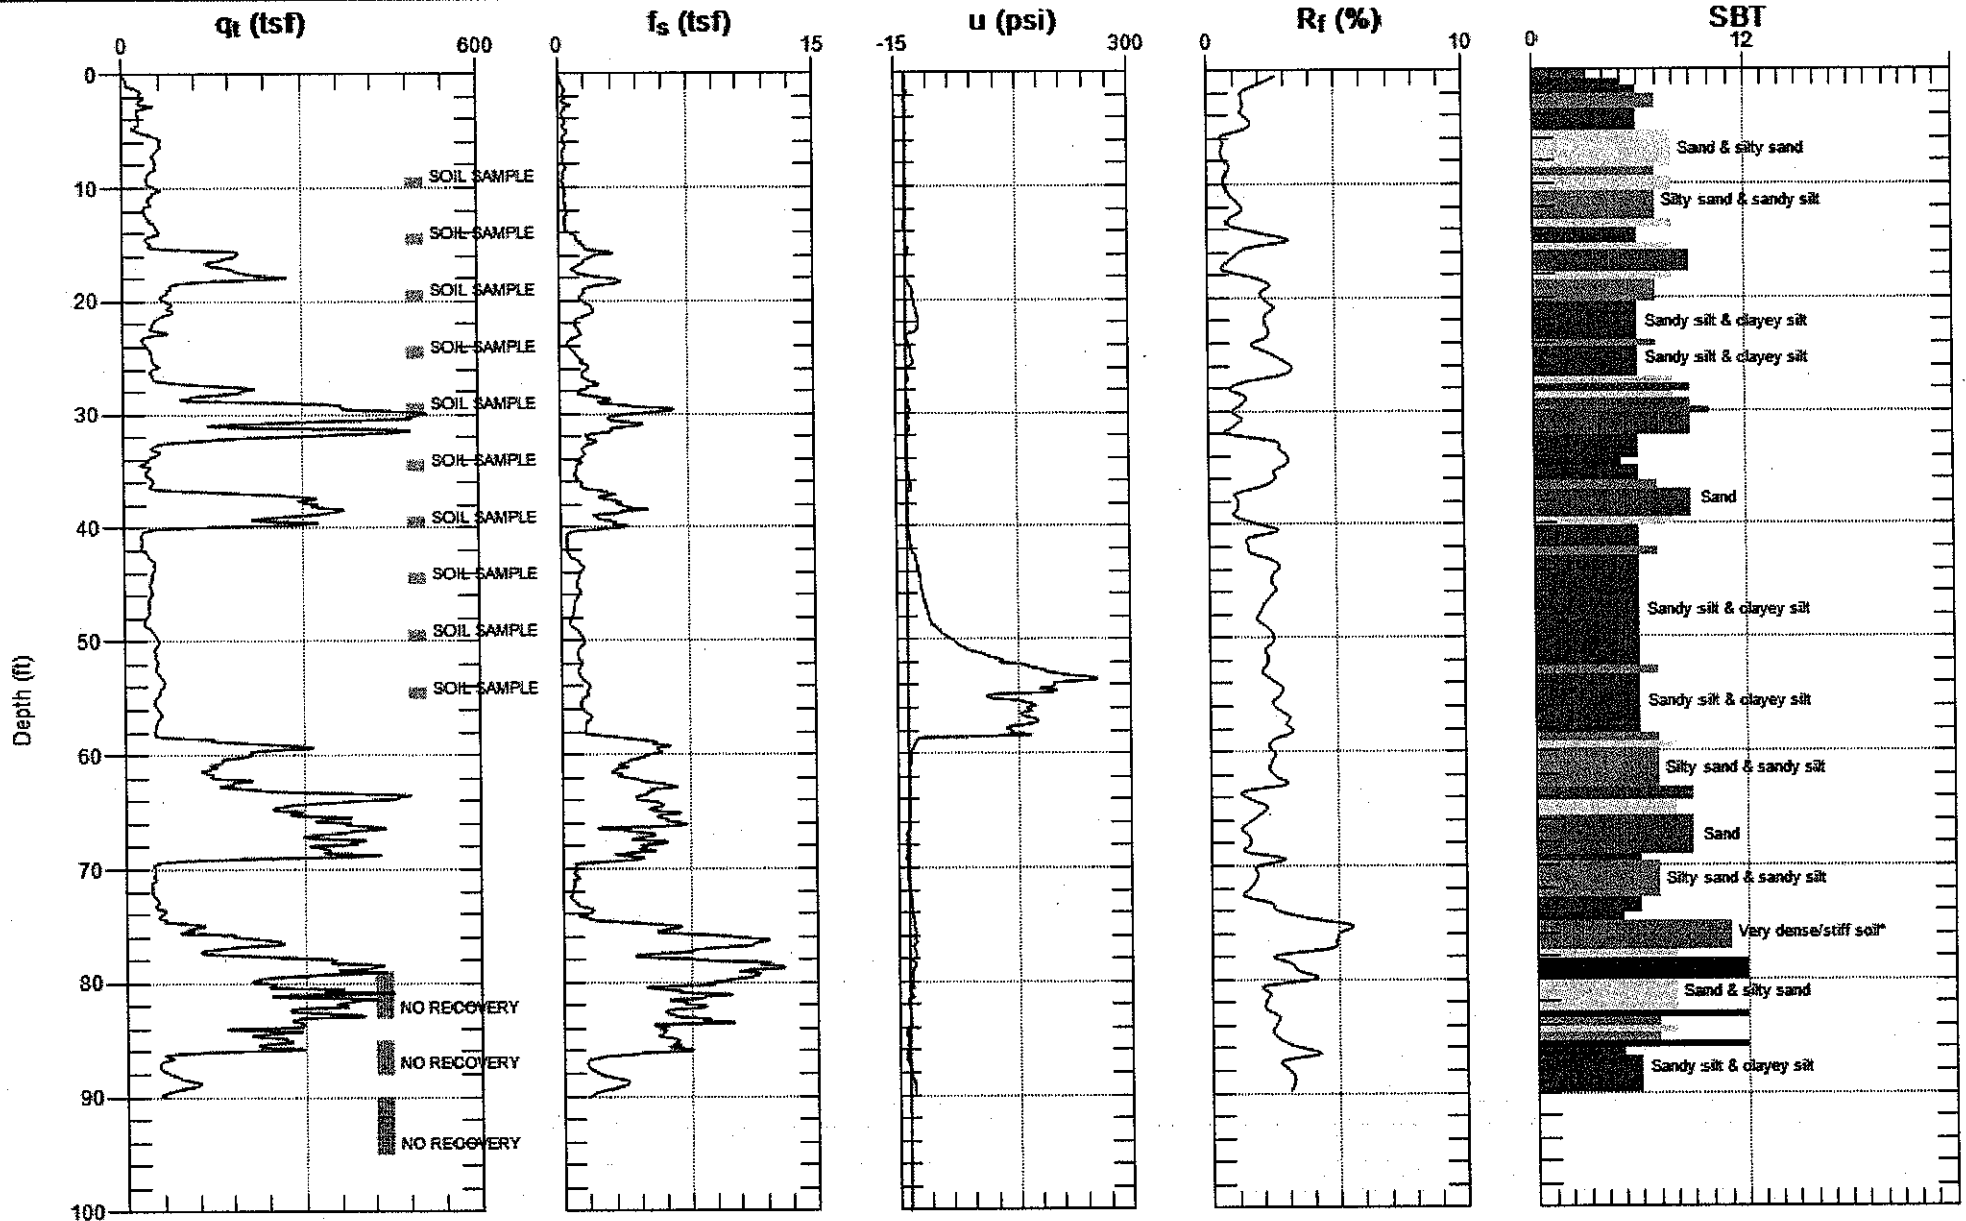 qt (tsf)
fs (tsf)
u (psi)
Rf (%)
SBT
0 600
0 15
-15 300
0 10
0 12
0
Sand & silty sand
SOIL SAMPLE
10
Silty sand & sandy silt
SOIL SAMPLE
SOIL SAMPLE
20
Sandy silt & clayey silt
SOIL SAMPLE
Sandy silt & clayey silt
SOIL SAMPLE
30
SOIL SAMPLE
Sand
SOIL SAMPLE
40
SOIL SAMPLE
Sandy silt & clayey silt
SOIL SAMPLE
50
Depth (ft)
SOIL SAMPLE
Sandy silt & clayey silt
60
Silty sand & sandy silt
Sand
70
Silty sand & sandy silt
Very dense/stiff soil*
80
Sand & silty sand
NO RECOVERY
NO RECOVERY
Sandy silt & clayey silt
90
NO RECOVERY
100